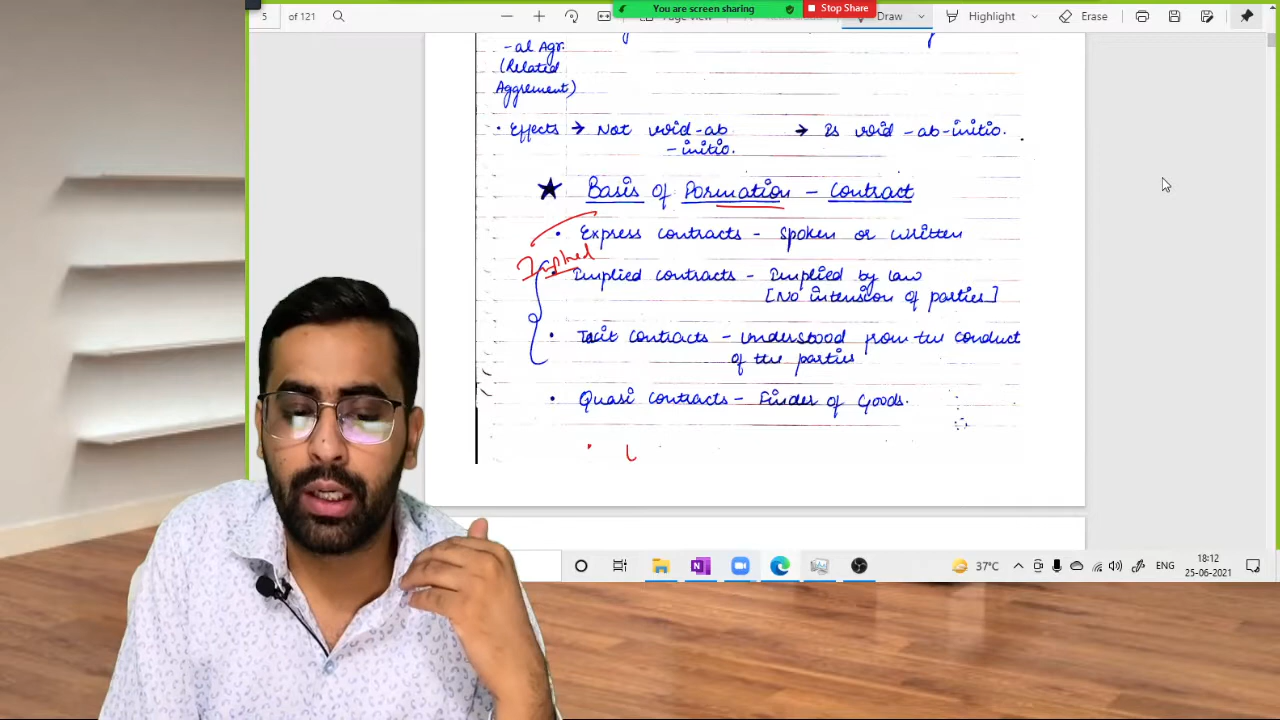 You are screen sharing
Stop Share
5 of 121
Page View
Draw
Highlight
Erase
- al Agr.
(Related
Aggrement)
• Effects → Not void-ab
-initio.
→ Is void-ab-initio.
★ Basis of Formation - Contract
• Express contracts - Spoken or written
Implied
• Implied contracts - Implied by law
[No intension of parties]
• Tacit contracts - understood from the conduct
of the parties
• Quasi contracts - Finder of Goods.
37°C
ENG
18:12
25-06-2021